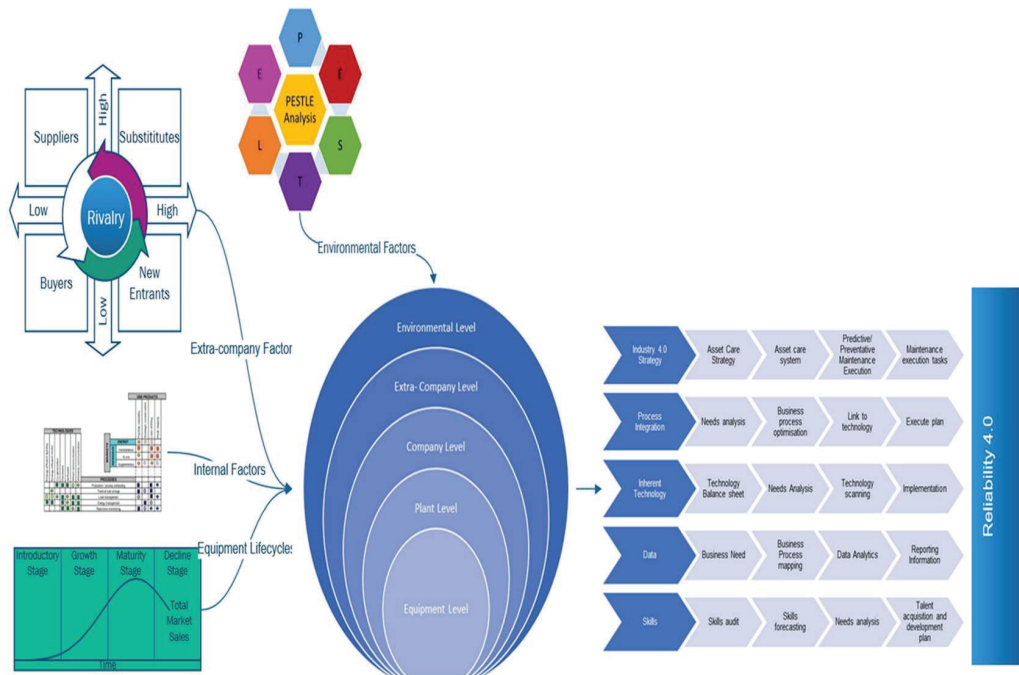 P
E
E
PESTLE
Analysis
L
S
T
High
Suppliers
Substititutes
Low
Rivalry
High
Buyers
New
Entrants
Low
Environmental Factors
Extra-company Factor
Internal Factors
Equipment Lifecycles
TECHNOLOGIES
PROCESSES
Introductory
Stage
Growth
Stage
Maturity
Stage
Decline
Stage
Total
Market
Sales
Time
Environmental Level
Extra- Company Level
Company Level
Plant Level
Equipment Level
Industry 4.0
Strategy
Asset Care
Strategy
Asset care
system
Predictive/
Preventative
Maintenance
Execution
Maintenance
execution tasks
Process
Integration
Needs analysis
Business
process
optimisation
Link to
technology
Execute plan
Inherent
Technology
Technology
Balance sheet
Needs Analysis
Technology
scanning
Implementation
Data
Business Need
Business
Process
mapping
Data Analytics
Reporting
Information
Skills
Skills audit
Skills
forecasting
Needs analysis
Talent
acquisition and
development
plan
Reliability 4.0